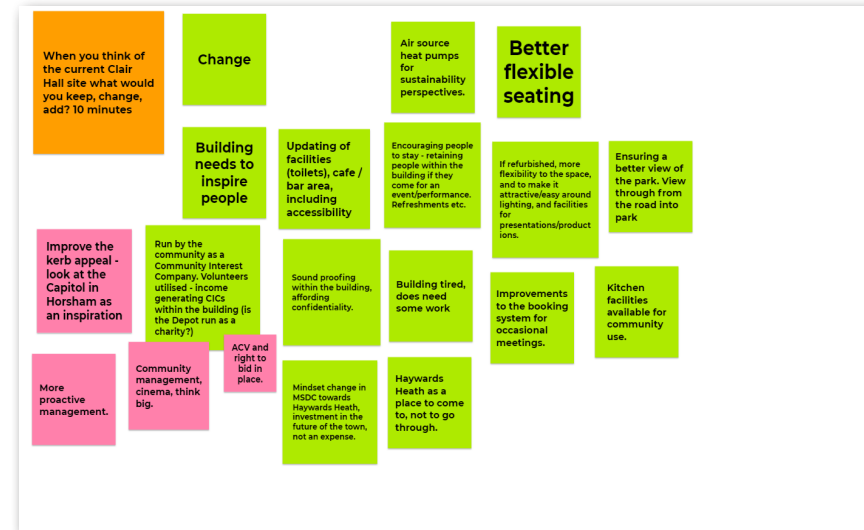 When you think of
the current Clair
Hall site what would
you keep, change,
add? 10 minutes
Change
Air source
heat pumps
for
sustainability
perspectives.
Better
flexible
seating
Building
needs to
inspire
people
Updating of
facilities
(toilets), cafe /
bar area,
including
accessibility
Encouraging people
to stay - retaining
people within the
building if they
come for an
event/performance.
Refreshments etc.
If refurbished, more
flexibility to the space,
and to make it
attractive/easy around
lighting, and facilities
for
presentations/product
ions.
Ensuring a
better view of
the park. View
through from
the road into
park
Improve the
kerb appeal -
look at the
Capitol in
Horsham as
an inspiration
Run by the
community as a
Community Interest
Company. Volunteers
utilised - income
generating CICs
within the building (is
the Depot run as a
charity?)
Sound proofing
within the building,
affording
confidentiality.
Building tired,
does need
some work
Improvements
to the booking
system for
occasional
meetings.
Kitchen
facilities
available for
community
use.
More
proactive
management.
Community
management,
cinema, think
big.
ACV and
right to
bid in
place.
Mindset change in
MSDC towards
Haywards Heath,
investment in the
future of the town,
not an expense.
Haywards
Heath as a
place to come
to, not to go
through.